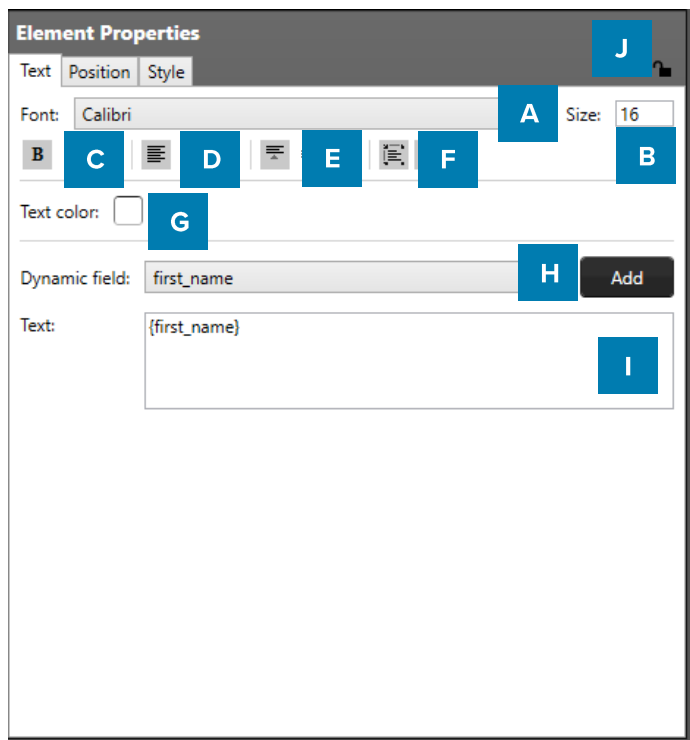 Element Properties
J
Text Position Style
Font: Calibri A Size: 16
B C D E F B
Text color: G
Dynamic field: first_name H Add
Text: {first_name}
I